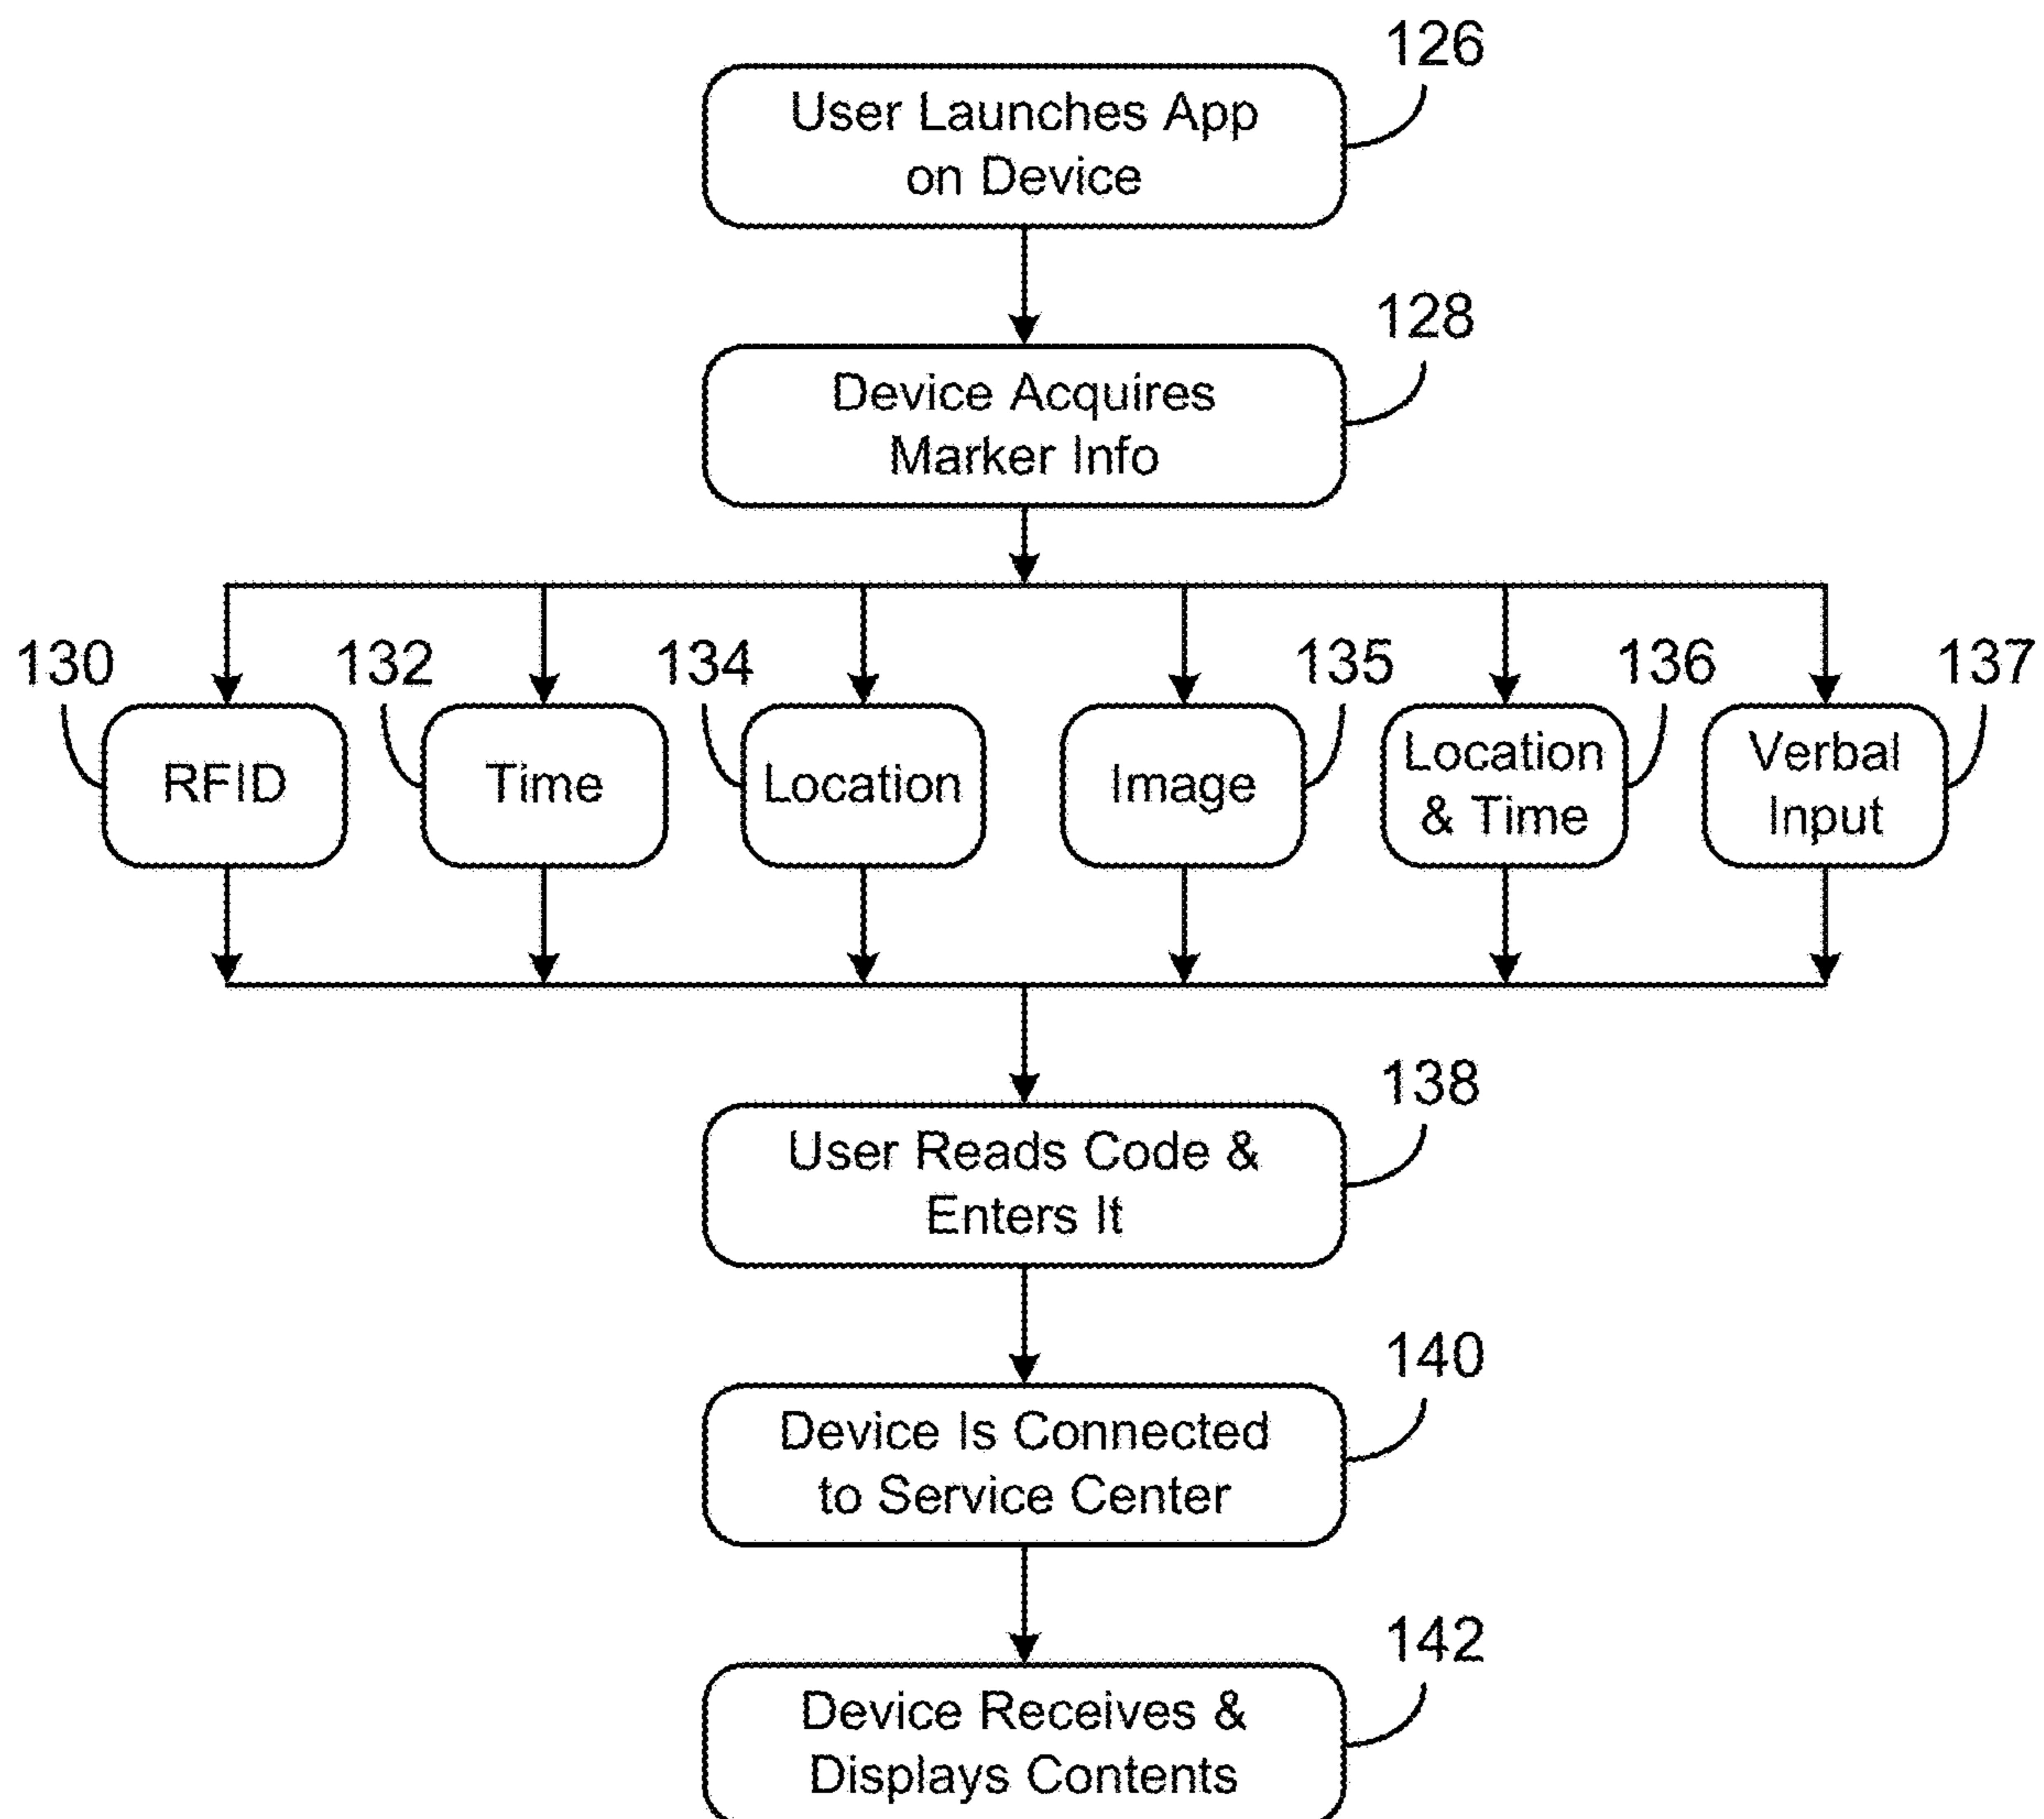 126
User Launches App
on Device
128
Device Acquires
Marker Info
130
132
134
135
136
137
RFID
Time
Location
Image
Location
& Time
Verbal
Input
138
User Reads Code &
Enters It
140
Device Is Connected
to Service Center
142
Device Receives &
Displays Contents